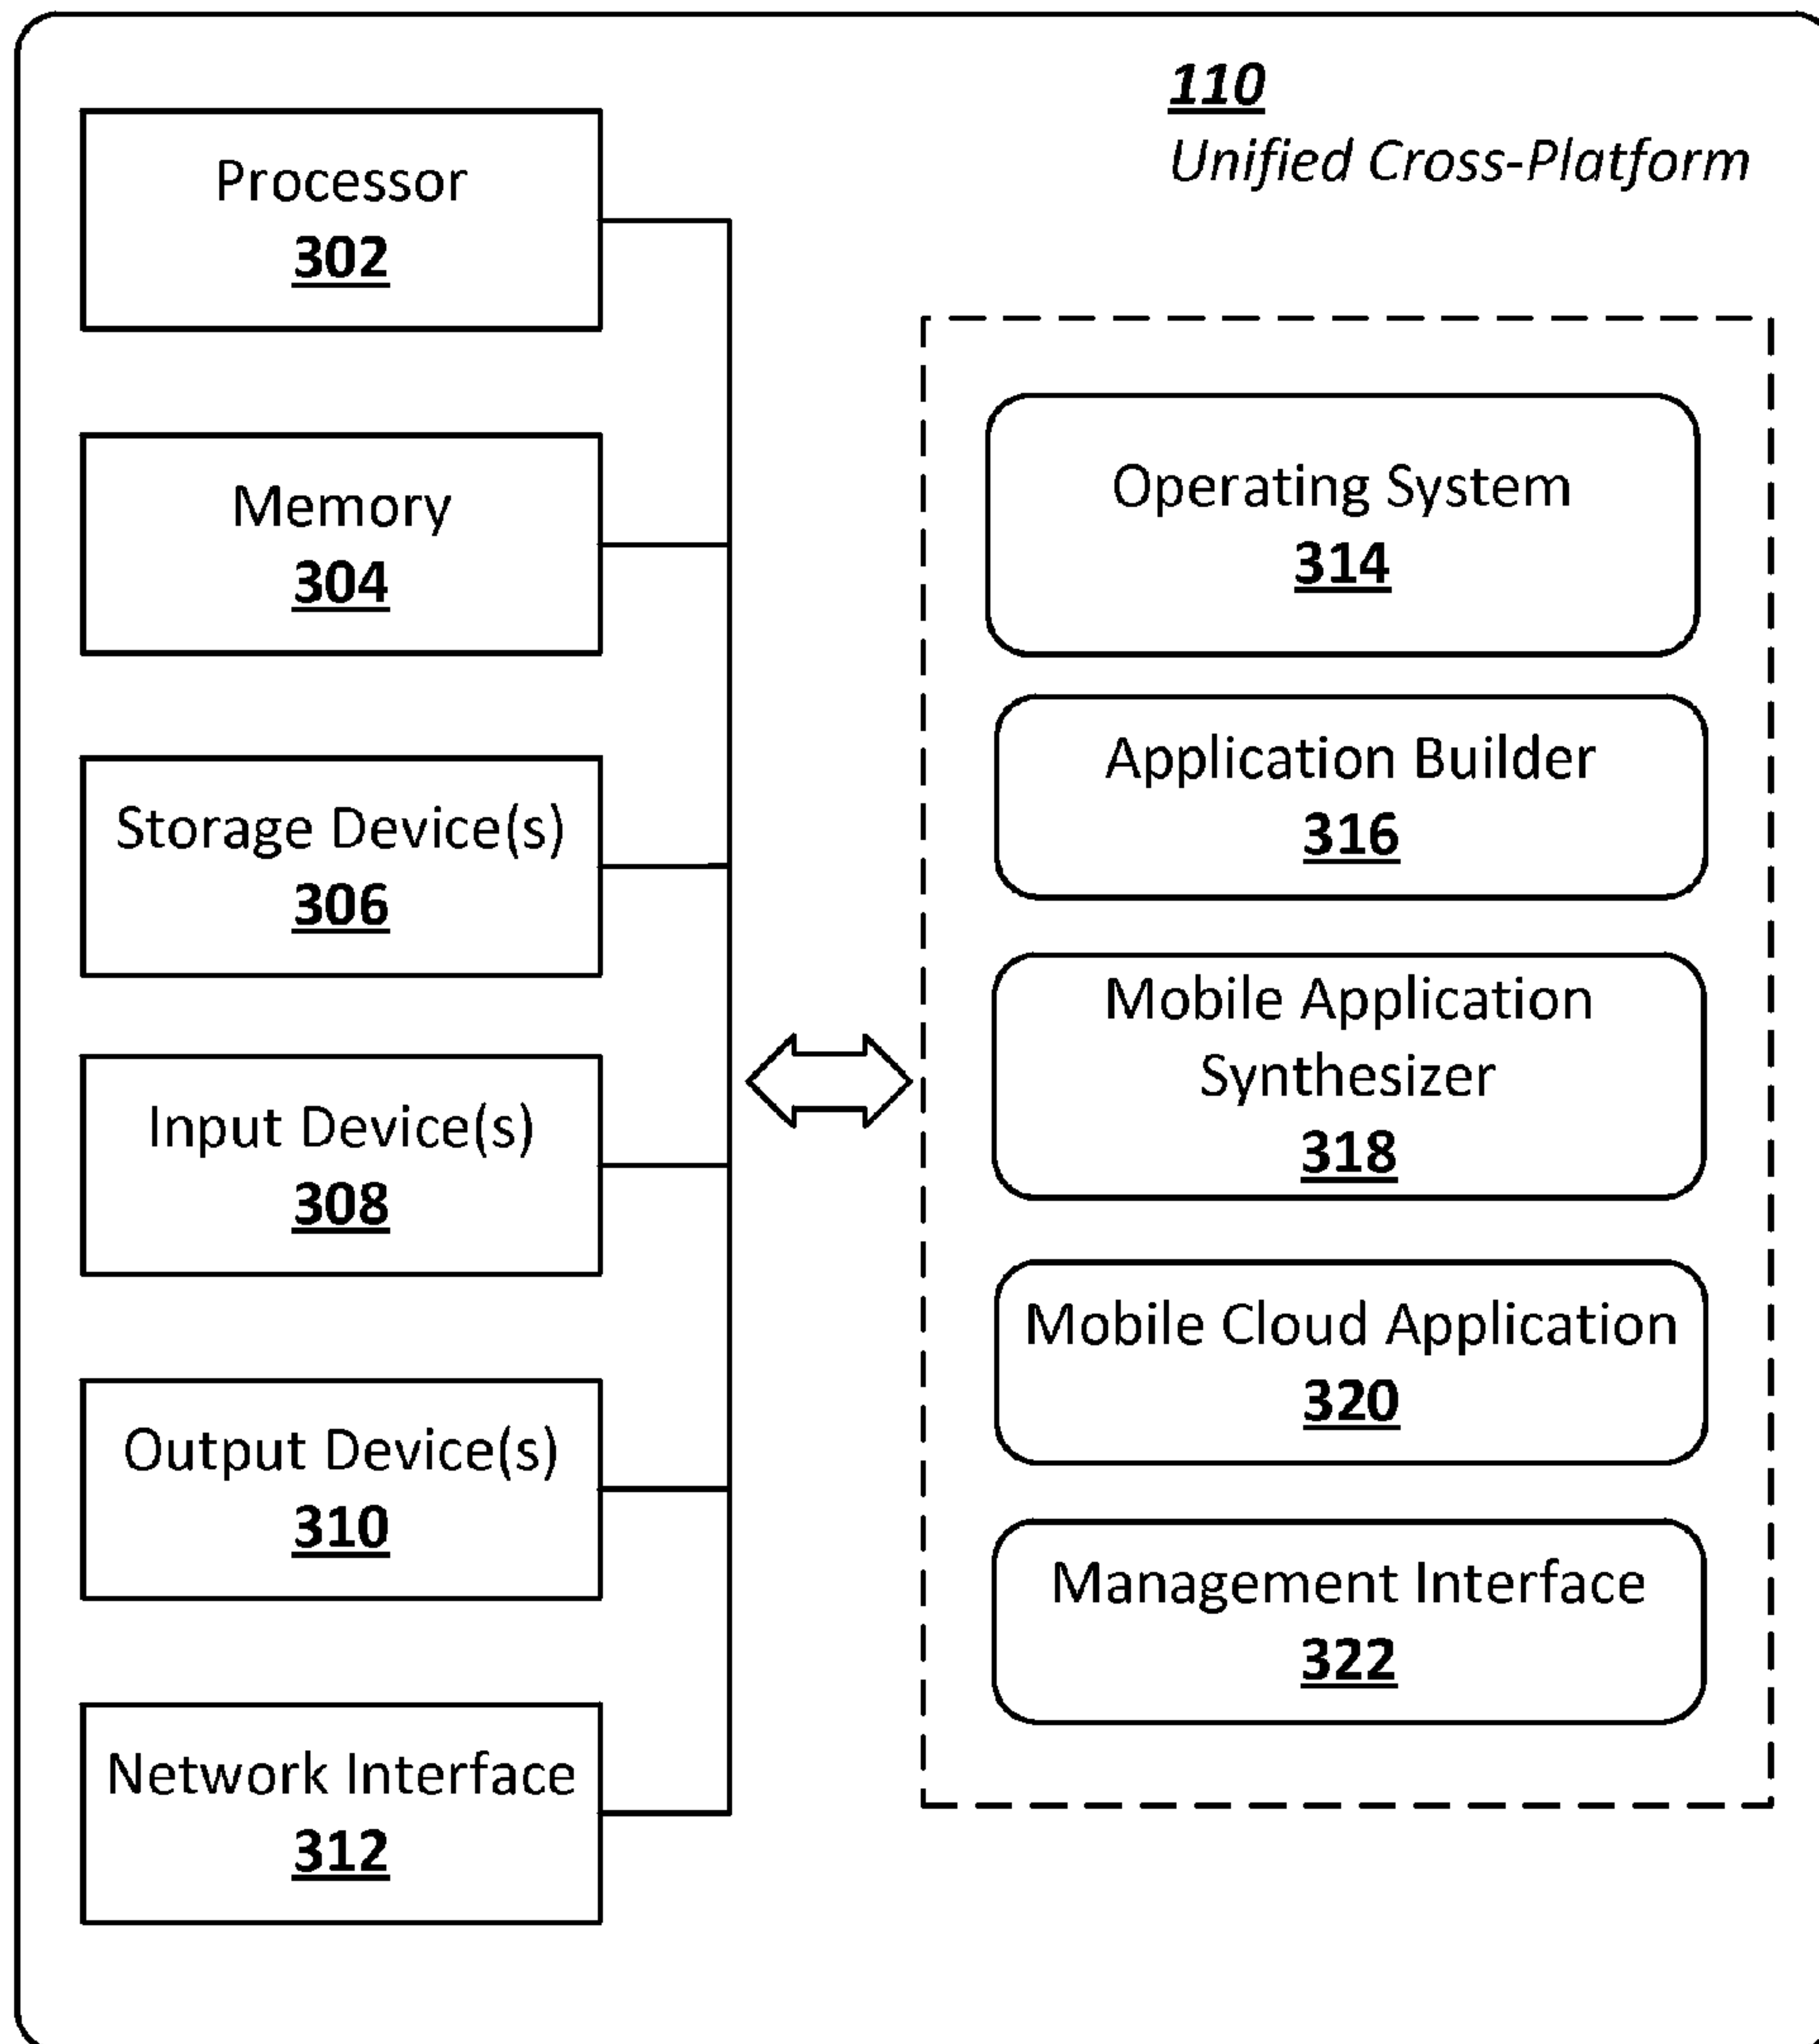 110
Unified Cross-Platform
Processor
302
Memory
304
Storage Device(s)
306
Input Device(s)
308
Output Device(s)
310
Network Interface
312
Operating System
314
Application Builder
316
Mobile Application
Synthesizer
318
Mobile Cloud Application
320
Management Interface
322